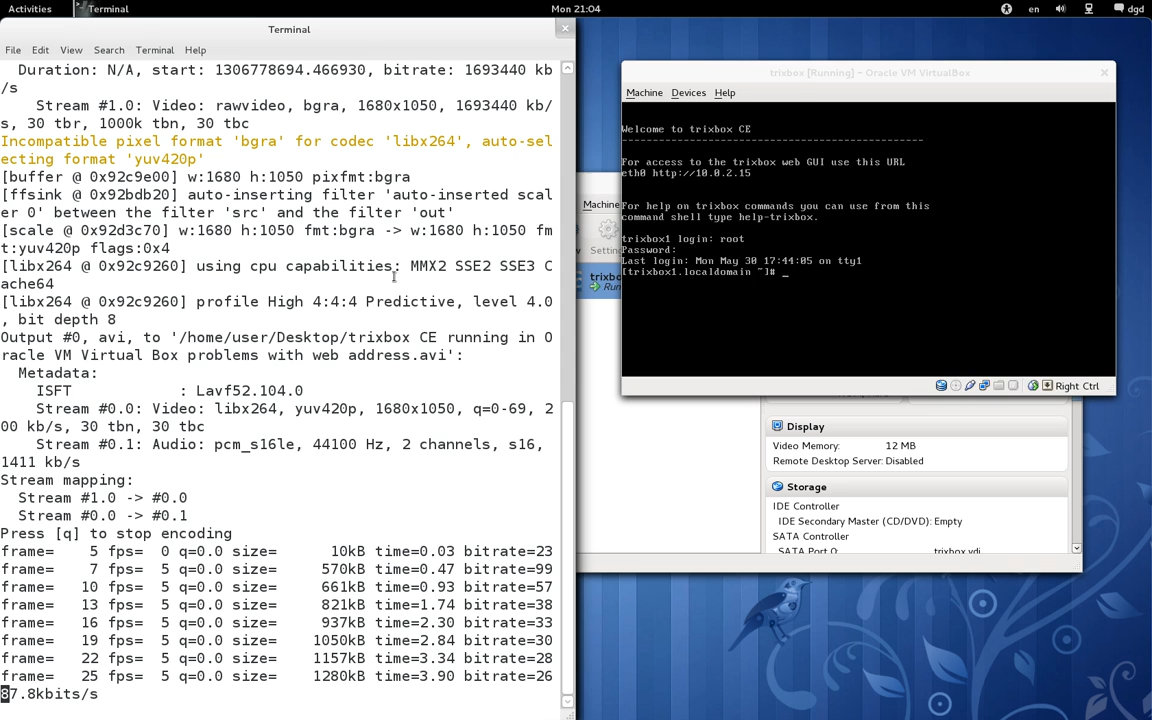 Activities
Terminal
Mon 21:04
en
dgd
Terminal
File Edit View Search Terminal Help
Duration: N/A, start: 1306778694.466930, bitrate: 1693440 kb
/s
Stream #1.0: Video: rawvideo, bgra, 1680x1050, 1693440 kb/
s, 30 tbr, 1000k tbn, 30 tbc
Incompatible pixel format 'bgra' for codec 'libx264', auto-sel
ecting format 'yuv420p'
[buffer @ 0x92c9e00] w:1680 h:1050 pixfmt:bgra
[ffsink @ 0x92bdb20] auto-inserting filter 'auto-inserted scal
er 0' between the filter 'src' and the filter 'out'
[scale @ 0x92d3c70] w:1680 h:1050 fmt:bgra -> w:1680 h:1050 fm
t:yuv420p flags:0x4
[libx264 @ 0x92c9260] using cpu capabilities: MMX2 SSE2 SSE3 C
ache64
[libx264 @ 0x92c9260] profile High 4:4:4 Predictive, level 4.0
, bit depth 8
Output #0, avi, to '/home/user/Desktop/trixbox CE running in O
racle VM Virtual Box problems with web address.avi':
Metadata:
ISFT : Lavf52.104.0
Stream #0.0: Video: libx264, yuv420p, 1680x1050, q=0-69, 2
00 kb/s, 30 tbn, 30 tbc
Stream #0.1: Audio: pcm_s16le, 44100 Hz, 2 channels, s16,
1411 kb/s
Stream mapping:
Stream #1.0 -> #0.0
Stream #0.0 -> #0.1
Press [q] to stop encoding
frame= 5 fps= 0 q=0.0 size= 10kB time=0.03 bitrate=23
frame= 7 fps= 5 q=0.0 size= 570kB time=0.47 bitrate=99
frame= 10 fps= 5 q=0.0 size= 661kB time=0.93 bitrate=57
frame= 13 fps= 5 q=0.0 size= 821kB time=1.74 bitrate=38
frame= 16 fps= 5 q=0.0 size= 937kB time=2.30 bitrate=33
frame= 19 fps= 5 q=0.0 size= 1050kB time=2.84 bitrate=30
frame= 22 fps= 5 q=0.0 size= 1157kB time=3.34 bitrate=28
frame= 25 fps= 5 q=0.0 size= 1280kB time=3.90 bitrate=26
87.8kbits/s
trixbox [Running] - Oracle VM VirtualBox
Machine Devices Help
Welcome to trixbox CE
--------------------------------------------------
For access to the trixbox web GUI use this URL
eth0 http://10.0.2.15
For help on trixbox commands you can use from this
command shell type help-trixbox.
trixbox1 login: root
Password:
Last login: Mon May 30 17:44:05 on tty1
[trixbox1.localdomain ~]# _
Right Ctrl
Machine
w Settin
trixbo
Run
Display
Video Memory: 12 MB
Remote Desktop Server: Disabled
Storage
IDE Controller
IDE Secondary Master (CD/DVD): Empty
SATA Controller
SATA Port 0: trixbox.vdi